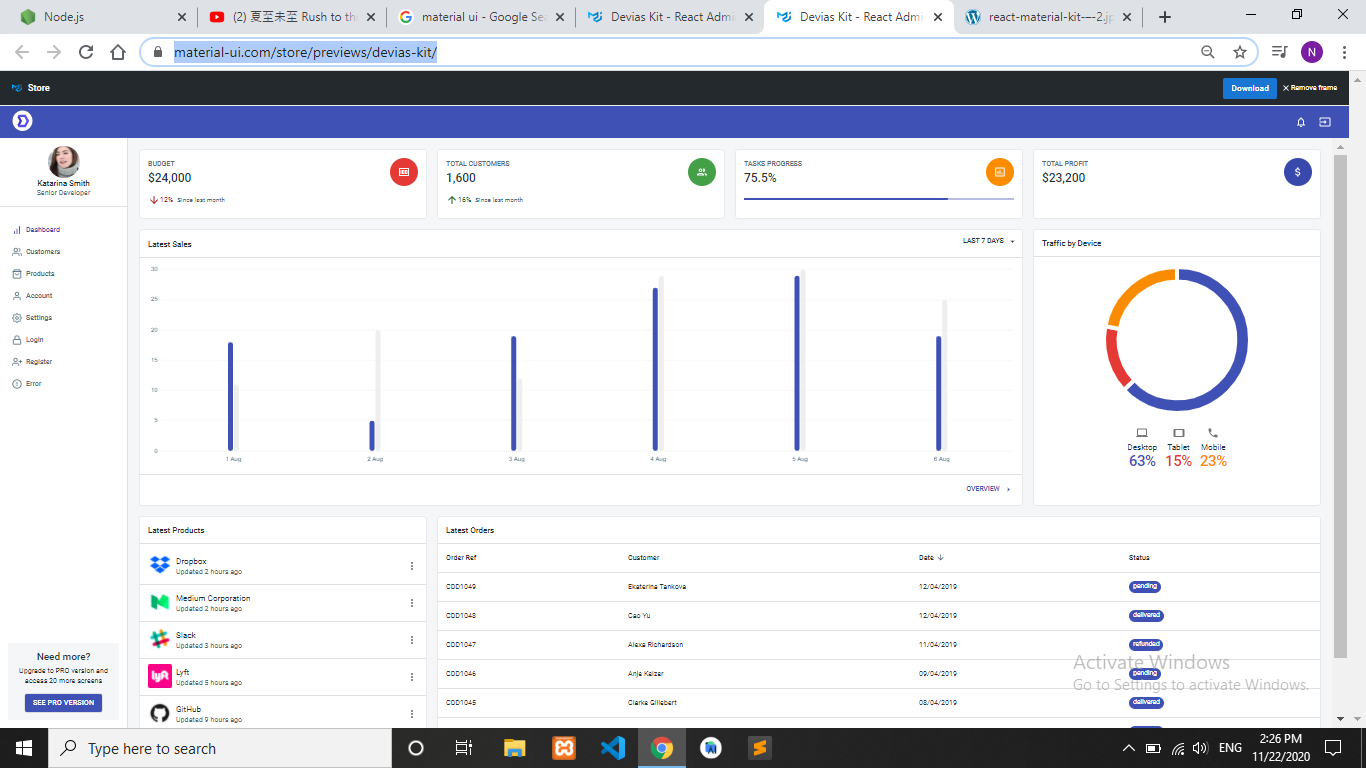 Node.js
(2) 夏至未至 Rush to th
material ui - Google Sea
Devias Kit - React Admi
Devias Kit - React Admi
react-material-kit-—-2.jp
material-ui.com/store/previews/devias-kit/
N
Store
Download
Remove frame
Katarina Smith
Senior Developer
Dashboard
Customers
Products
Account
Settings
Login
Register
Error
Need more?
Upgrade to PRO version and
access 20 more screens
SEE PRO VERSION
BUDGET
$24,000
12% Since last month
TOTAL CUSTOMERS
1,600
16% Since last month
TASKS PROGRESS
75.5%
TOTAL PROFIT
$23,200
$
Latest Sales
LAST 7 DAYS
30
25
20
15
10
5
0
1 Aug 2 Aug 3 Aug 4 Aug 5 Aug 6 Aug
OVERVIEW
Traffic by Device
Desktop Tablet Mobile
63% 15% 23%
Latest Products
Dropbox
Updated 2 hours ago
Medium Corporation
Updated 2 hours ago
Slack
Updated 3 hours ago
lyft
Lyft
Updated 5 hours ago
GitHub
Updated 9 hours ago
Latest Orders
Order Ref Customer Date Status
CDD1049 Ekaterina Tankova 12/04/2019 pending
CDD1048 Cao Yu 12/04/2019 delivered
CDD1047 Alexa Richardson 11/04/2019 refunded
CDD1046 Anje Keizer 09/04/2019 pending
CDD1045 Clarke Gillebert 08/04/2019 delivered
Activate Windows
Go to Settings to activate Windows.
Type here to search
ENG
2:26 PM
11/22/2020